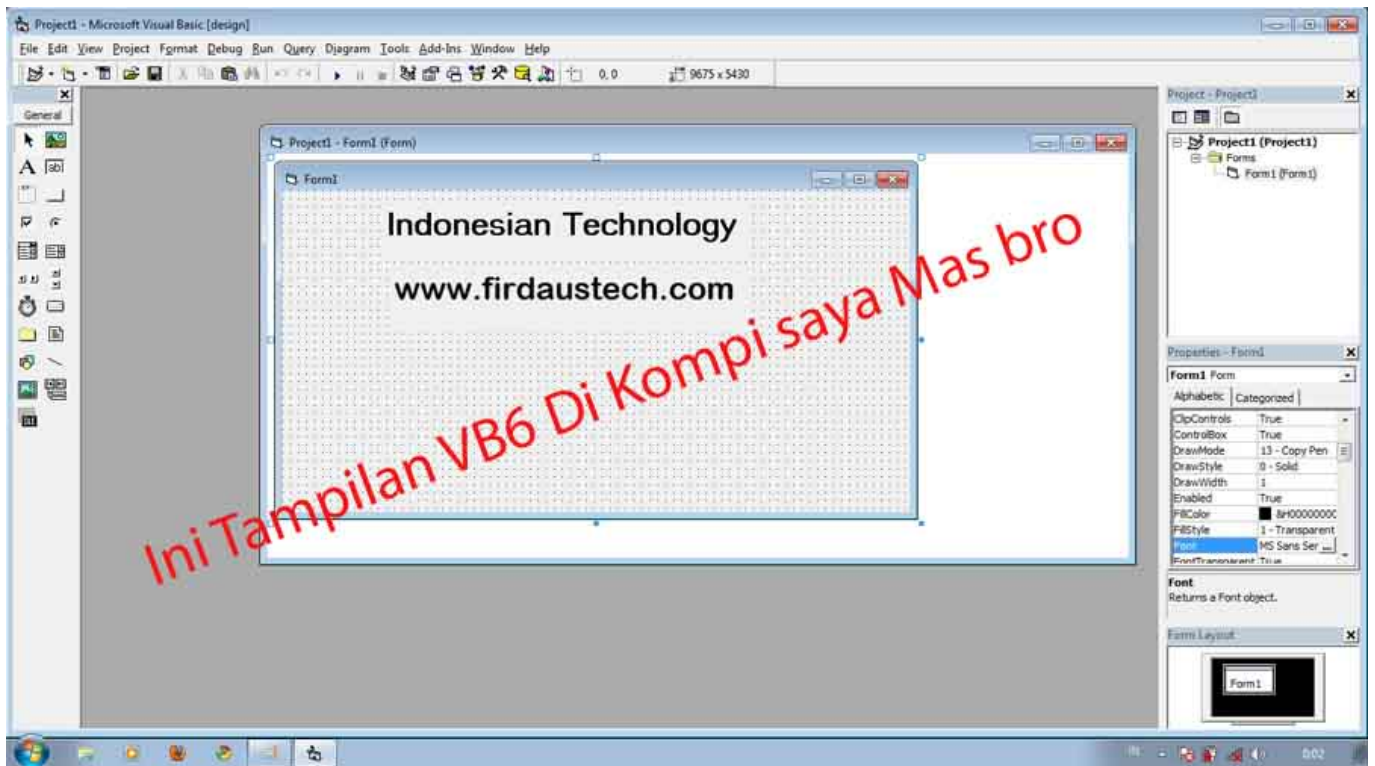 Project1 - Microsoft Visual Basic [design]
File Edit View Project Format Debug Run Query Diagram Tools Add-Ins Window Help
0,0 9675 x 5430
General
Project - Project1
Project1 (Project1)
Forms
Form1 (Form1)
Project1 - Form1 (Form)
Form1
Indonesian Technology
www.firdaustech.com
Ini Tampilan VB6 Di Kompi saya Mas bro
Properties - Form1
Form1 Form
Alphabetic Categorized
ClipControls True
ControlBox True
DrawMode 13 - Copy Pen
DrawStyle 0 - Solid
DrawWidth 1
Enabled True
FillColor &H00000000
FillStyle 1 - Transparent
Font MS Sans Ser ...
FontTransparent True
Font
Returns a Font object.
Form Layout
Form1
0:02